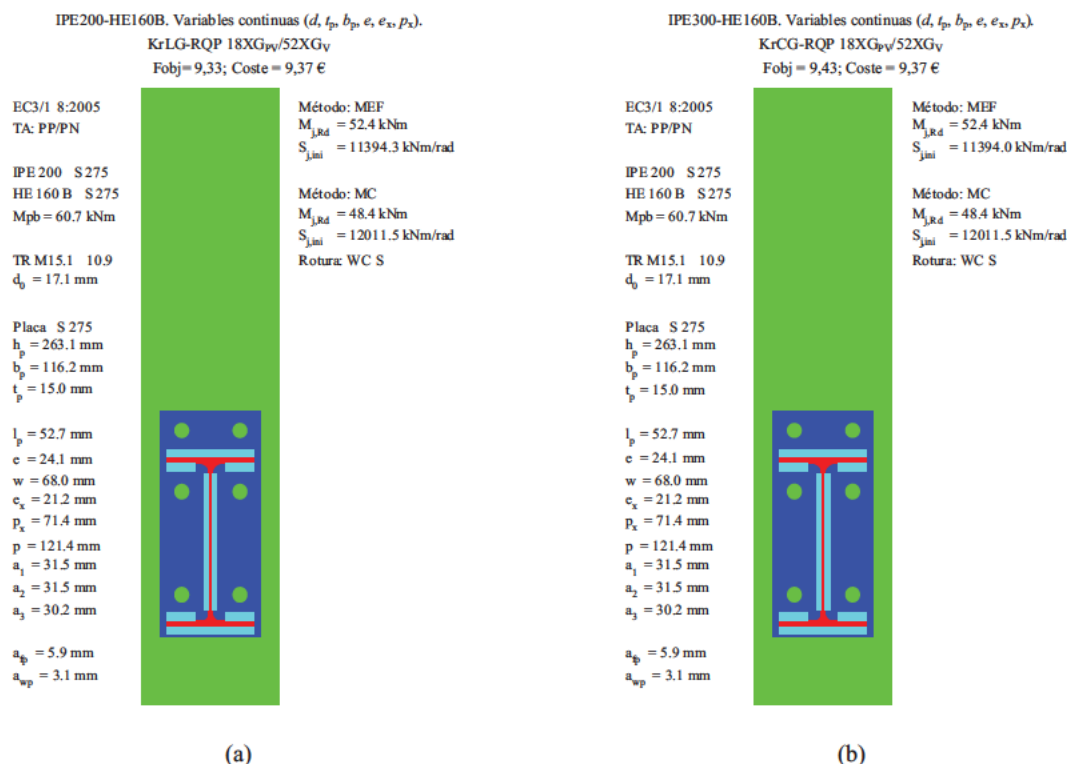 IPE200-HE160B. Variables continuas (d, tp, bp, e, ex, px).
KrLG-RQP 18XGPV/52XGV
Fobj= 9,33; Coste= 9,37 €
EC3/1 8:2005
TA: PP/PN
IPE 200 S 275
HE 160 B S 275
Mpb = 60.7 kNm
TR M15.1 10.9
d0 = 17.1 mm
Placa S 275
hp = 263.1 mm
bp = 116.2 mm
tp = 15.0 mm
lp = 52.7 mm
e = 24.1 mm
w = 68.0 mm
ex = 21.2 mm
px = 71.4 mm
p = 121.4 mm
a1 = 31.5 mm
a2 = 31.5 mm
a3 = 30.2 mm
afp = 5.9 mm
awp = 3.1 mm
Método: MEF
Mj,Rd = 52.4 kNm
Sj,ini = 11394.3 kNm/rad
Método: MC
Mj,Rd = 48.4 kNm
Sj,ini = 12011.5 kNm/rad
Rotura: WC S
(a)
IPE300-HE160B. Variables continuas (d, tp, bp, e, ex, px).
KrCG-RQP 18XGPV/52XGV
Fobj= 9,43; Coste= 9,37 €
EC3/1 8:2005
TA: PP/PN
IPE 200 S 275
HE 160 B S 275
Mpb = 60.7 kNm
TR M15.1 10.9
d0 = 17.1 mm
Placa S 275
hp = 263.1 mm
bp = 116.2 mm
tp = 15.0 mm
lp = 52.7 mm
e = 24.1 mm
w = 68.0 mm
ex = 21.2 mm
px = 71.4 mm
p = 121.4 mm
a1 = 31.5 mm
a2 = 31.5 mm
a3 = 30.2 mm
afp = 5.9 mm
awp = 3.1 mm
Método: MEF
Mj,Rd = 52.4 kNm
Sj,ini = 11394.0 kNm/rad
Método: MC
Mj,Rd = 48.4 kNm
Sj,ini = 12011.5 kNm/rad
Rotura: WC S
(b)